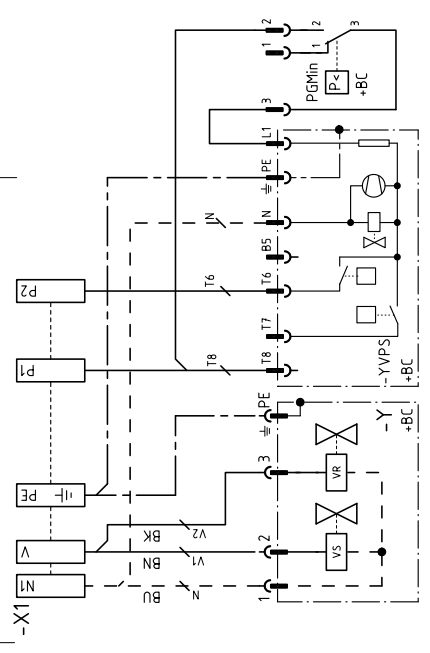 2
1
2
1
3
PGMin
P<
+BC
3
L1
PE
N
N
B5
P2
T6
T6
T7
P1
T8
T8
-YVPS
+BC
PE
PE
-Y
+BC
3
VR
BK
V2
V
BN
V1
2
VS
N1
BU
N
1
-X1